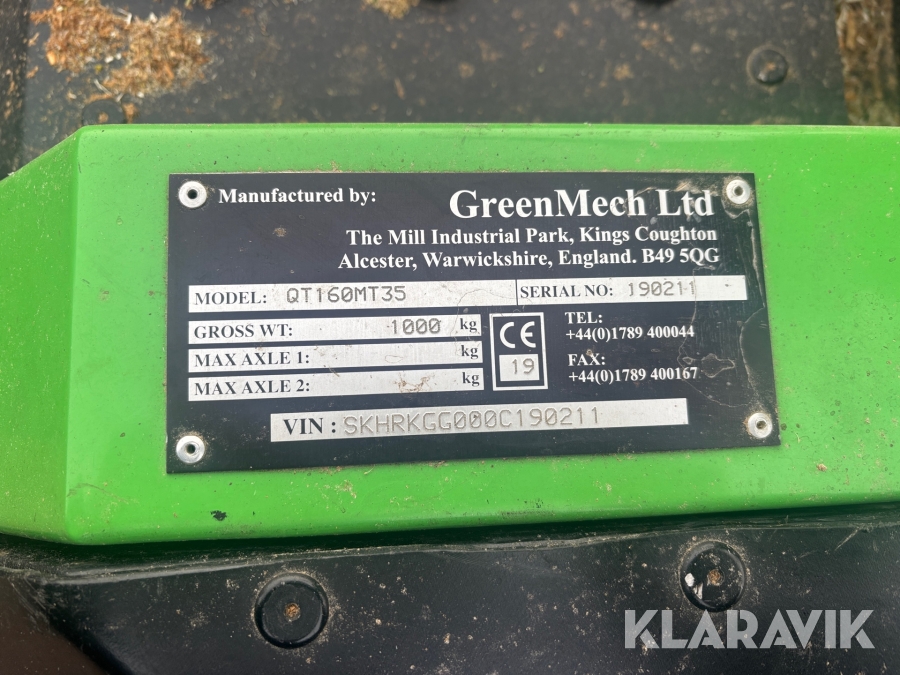 Manufactured by: GreenMech Ltd
The Mill Industrial Park, Kings Coughton
Alcester, Warwickshire, England. B49 5QG
MODEL: QT160MT35 SERIAL NO: 190211
GROSS WT: 1000 kg
MAX AXLE 1: kg
MAX AXLE 2: kg
CE
19
TEL:
+44(0)1789 400044
FAX:
+44(0)1789 400167
VIN : SKHRKGG000C190211
KLARAVIK